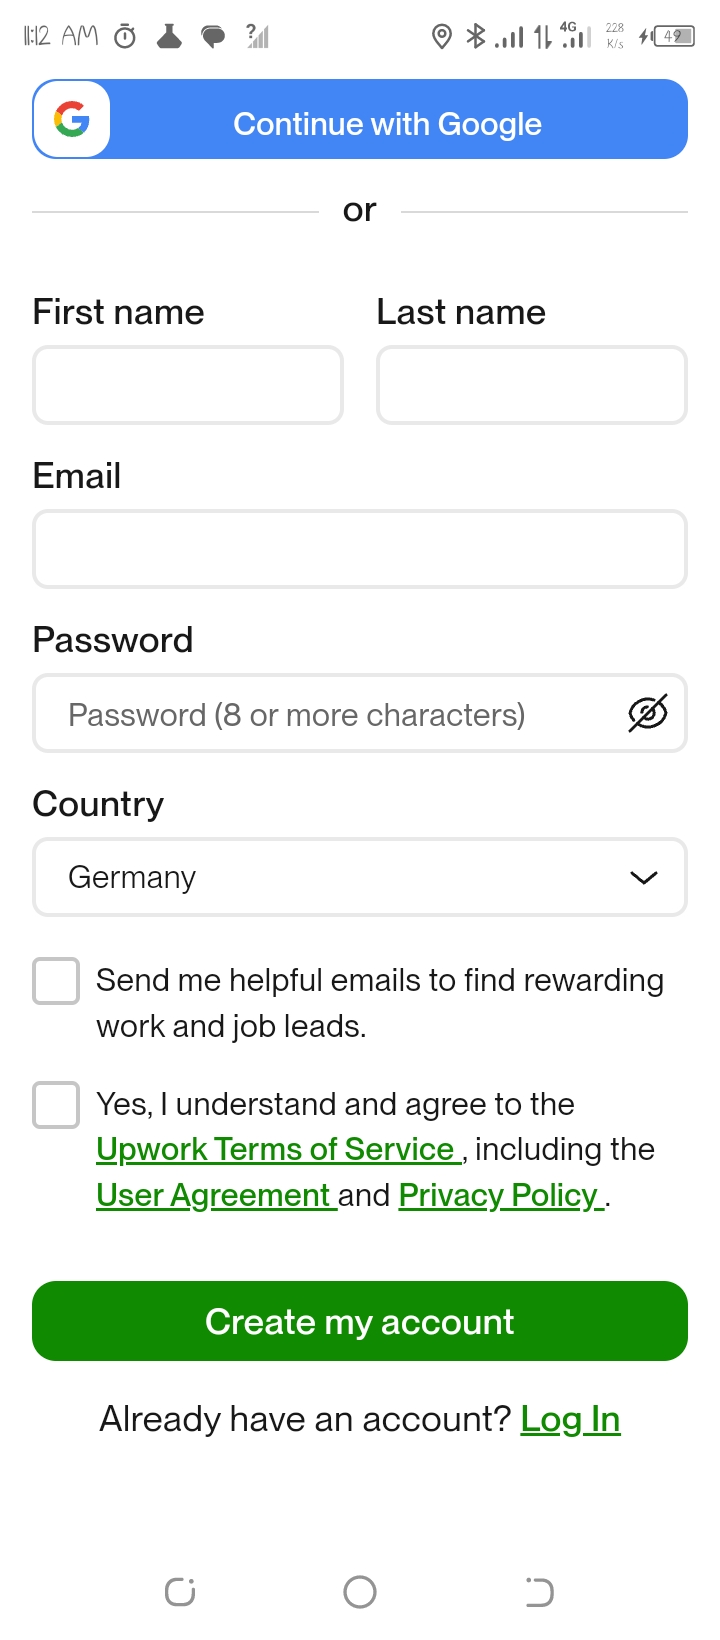 11:12 AM ? 4G 228 K/s 49
Continue with Google
or
First name Last name
Email
Password
Password (8 or more characters)
Country
Germany
Send me helpful emails to find rewarding
work and job leads.
Yes, I understand and agree to the
Upwork Terms of Service , including the
User Agreement and Privacy Policy .
Create my account
Already have an account? Log In